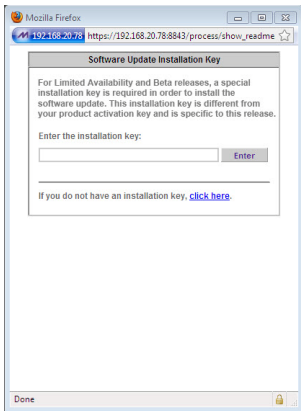 Mozilla Firefox
192.168.20.78 https://192.168.20.78:8843/process/show_readme
Software Update Installation Key
For Limited Availability and Beta releases, a special
installation key is required in order to install the
software update. This installation key is different from
your product activation key and is specific to this release.
Enter the installation key:
Enter
If you do not have an installation key, click here.
Done